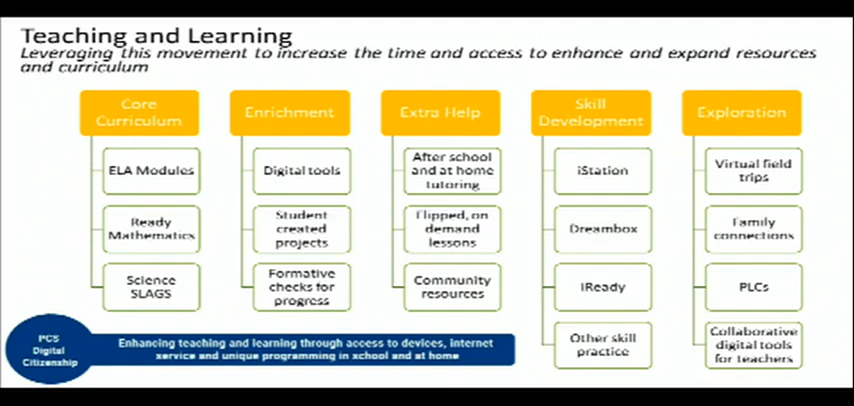 Teaching and Learning
Leveraging this movement to increase the time and access to enhance and expand resources
and curriculum
Core
Curriculum
ELA Modules
Ready
Mathematics
Science
SLAGS
Enrichment
Digital tools
Student
created
projects
Formative
checks for
progress
Extra Help
After school
and at home
tutoring
Flipped, on
demand
lessons
Community
resources
Skill
Development
iStation
Dreambox
iReady
Other skill
practice
Exploration
Virtual field
trips
Family
connections
PLCs
Collaborative
digital tools
for teachers
PCS
Digital
Citizenship
Enhancing teaching and learning through access to devices, internet
service and unique programming in school and at home